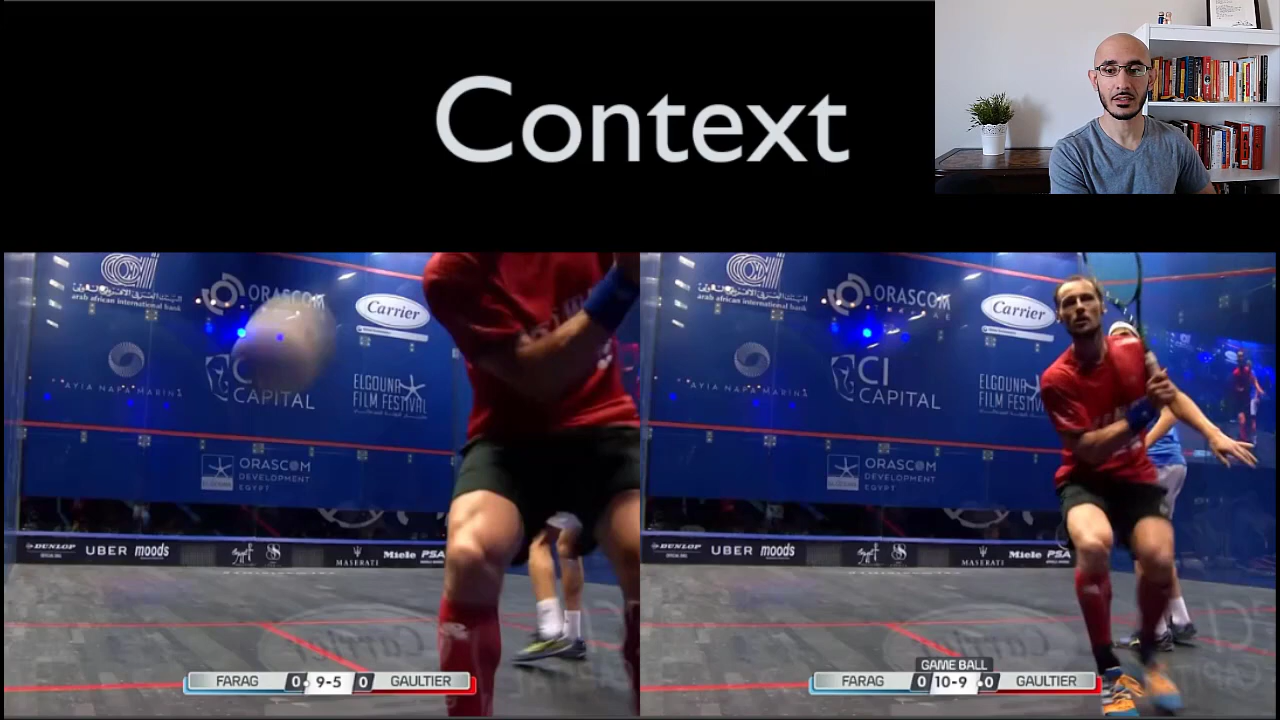 Context
arab african international bank
ORASCOM
Carrier
AYIA NAPA MARINA
CAPITAL
ELGOUNA
FILM FESTIVAL
ORASCOM
DEVELOPMENT
EGYPT
DUNLOP UBER moods MASERATI Miele PSA
Carrier
FARAG 0 9-5 0 GAULTIER
arab african international bank
ORASCOM
Carrier
AYIA NAPA MARINA
CI
CAPITAL
ELGOUNA
FILM FESTIV
ORASCOM
DEVELOPMENT
EGYPT
DUNLOP UBER moods MASERATI Miele PSA
Carrier
GAME BALL
FARAG 0 10-9 0 GAULTIER